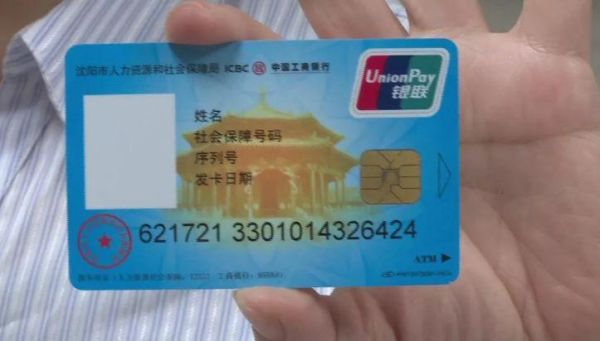 沈阳市人力资源和社会保障局 ICBC 中国工商银行
UnionPay
银联
姓名
社会保障号码
序列号
发卡日期
621721 3301014326424
ATM